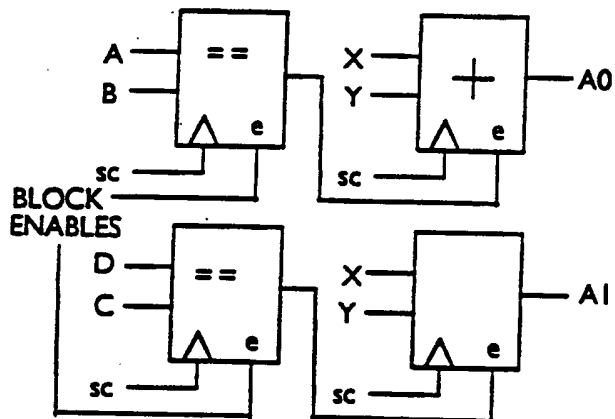 A
B
==
e
sc
X
Y
+
e
sc
A0
BLOCK
ENABLES
D
C
==
e
sc
X
Y
e
sc
A1